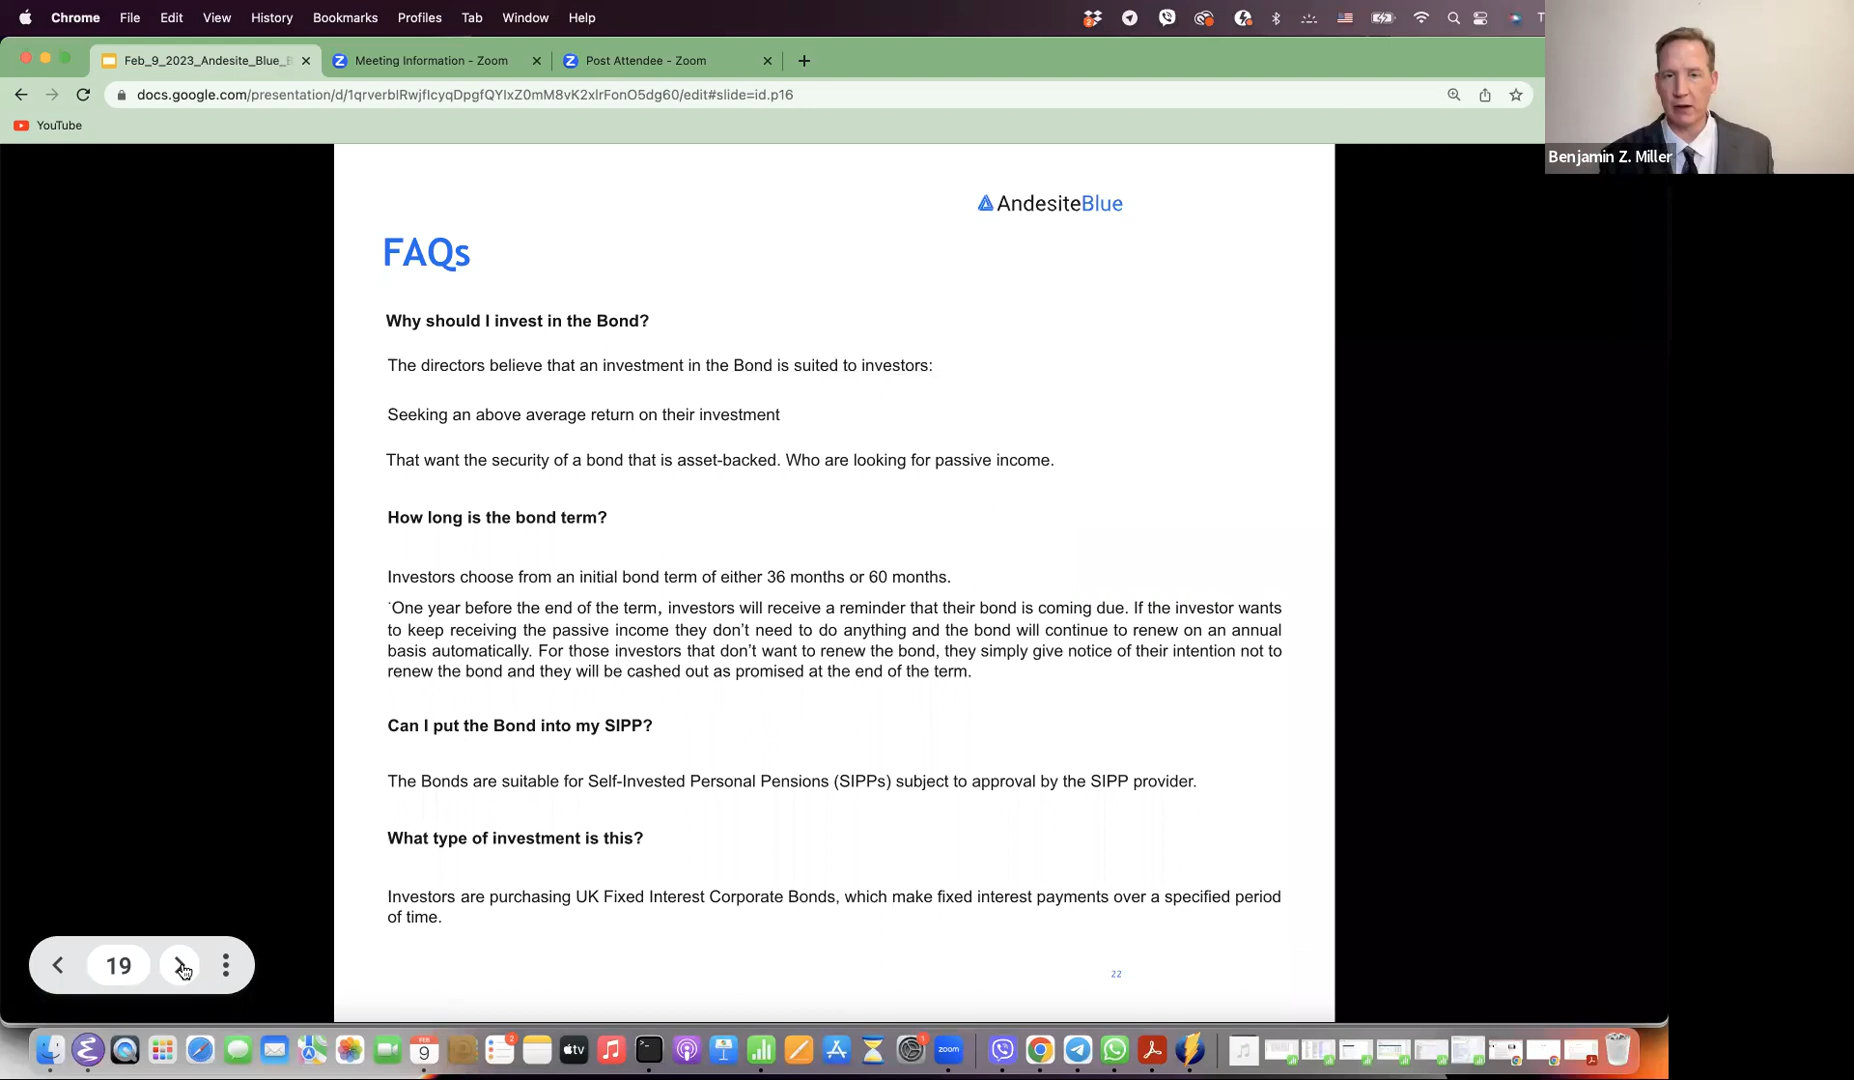 Chrome File Edit View History Bookmarks Profiles Tab Window Help
Feb_9_2023_Andesite_Blue_B
Meeting Information - Zoom
Post Attendee - Zoom
docs.google.com/presentation/d/1qrverblRwjflcyqDpgfQYIxZ0mM8vK2xlrFonO5dg60/edit#slide=id.p16
YouTube
Benjamin Z. Miller
AndesiteBlue
FAQs
Why should I invest in the Bond?
The directors believe that an investment in the Bond is suited to investors:
Seeking an above average return on their investment
That want the security of a bond that is asset-backed. Who are looking for passive income.
How long is the bond term?
Investors choose from an initial bond term of either 36 months or 60 months.
One year before the end of the term, investors will receive a reminder that their bond is coming due. If the investor wants
to keep receiving the passive income they don't need to do anything and the bond will continue to renew on an annual
basis automatically. For those investors that don't want to renew the bond, they simply give notice of their intention not to
renew the bond and they will be cashed out as promised at the end of the term.
Can I put the Bond into my SIPP?
The Bonds are suitable for Self-Invested Personal Pensions (SIPPs) subject to approval by the SIPP provider.
What type of investment is this?
Investors are purchasing UK Fixed Interest Corporate Bonds, which make fixed interest payments over a specified period
of time.
19
22
FEB
9
2
tv
zoom